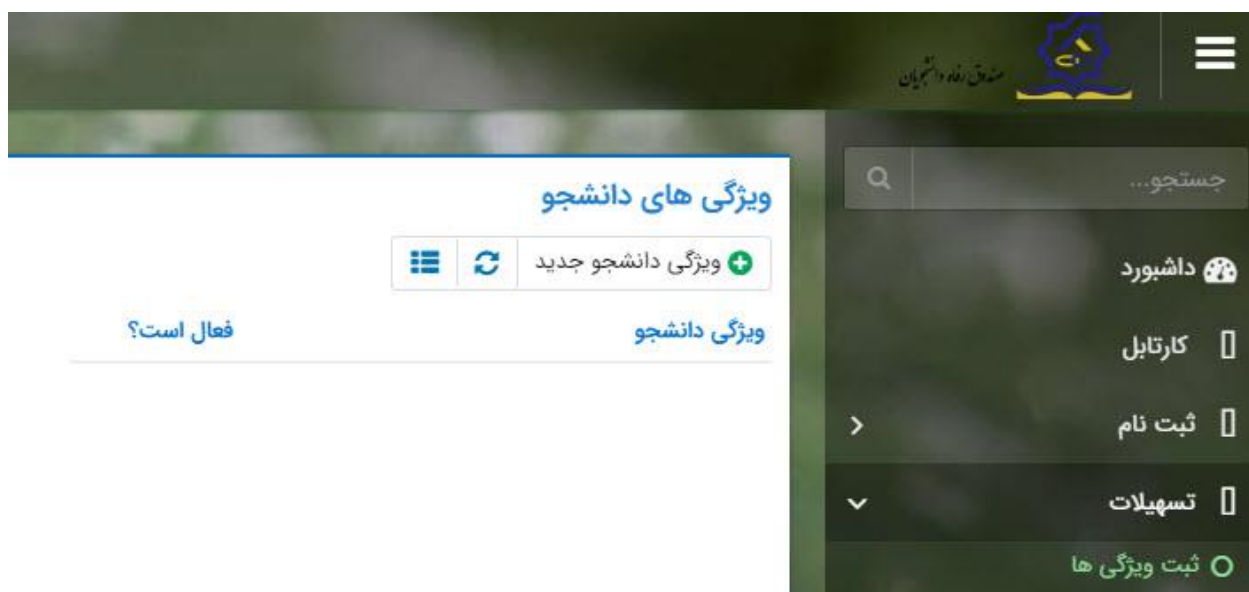 صندوق رفاه دانشجویان
جستجو...
داشبورد
کارتابل
ثبت نام
تسهیلات
ثبت ویژگی ها
ویژگی های دانشجو
ویژگی دانشجو جدید
ویژگی دانشجو فعال است؟